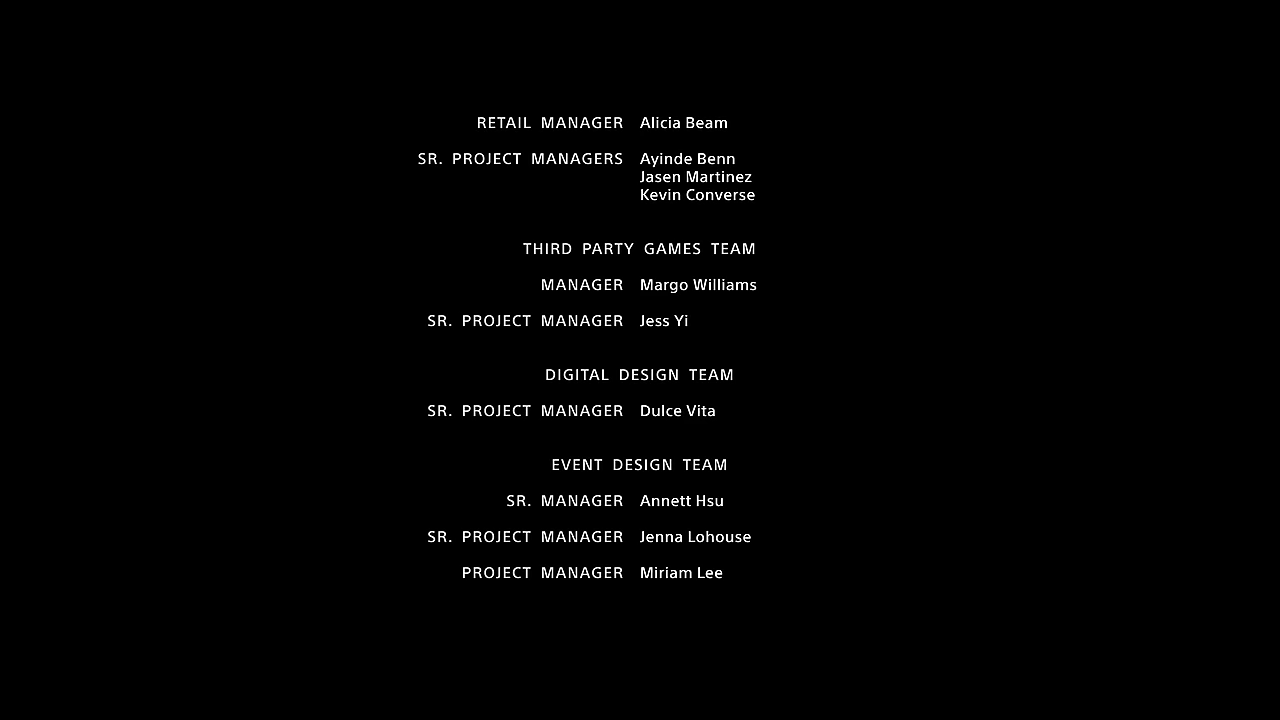 RETAIL MANAGER Alicia Beam
SR. PROJECT MANAGERS Ayinde Benn
Jasen Martinez
Kevin Converse
THIRD PARTY GAMES TEAM
MANAGER Margo Williams
SR. PROJECT MANAGER Jess Yi
DIGITAL DESIGN TEAM
SR. PROJECT MANAGER Dulce Vita
EVENT DESIGN TEAM
SR. MANAGER Annett Hsu
SR. PROJECT MANAGER Jenna Lohouse
PROJECT MANAGER Miriam Lee